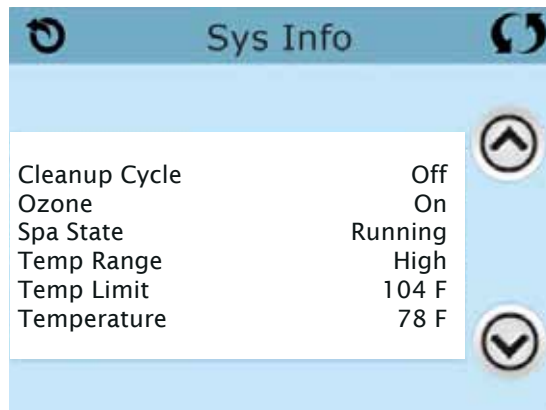 Sys Info
Cleanup Cycle Off
Ozone On
Spa State Running
Temp Range High
Temp Limit 104 F
Temperature 78 F